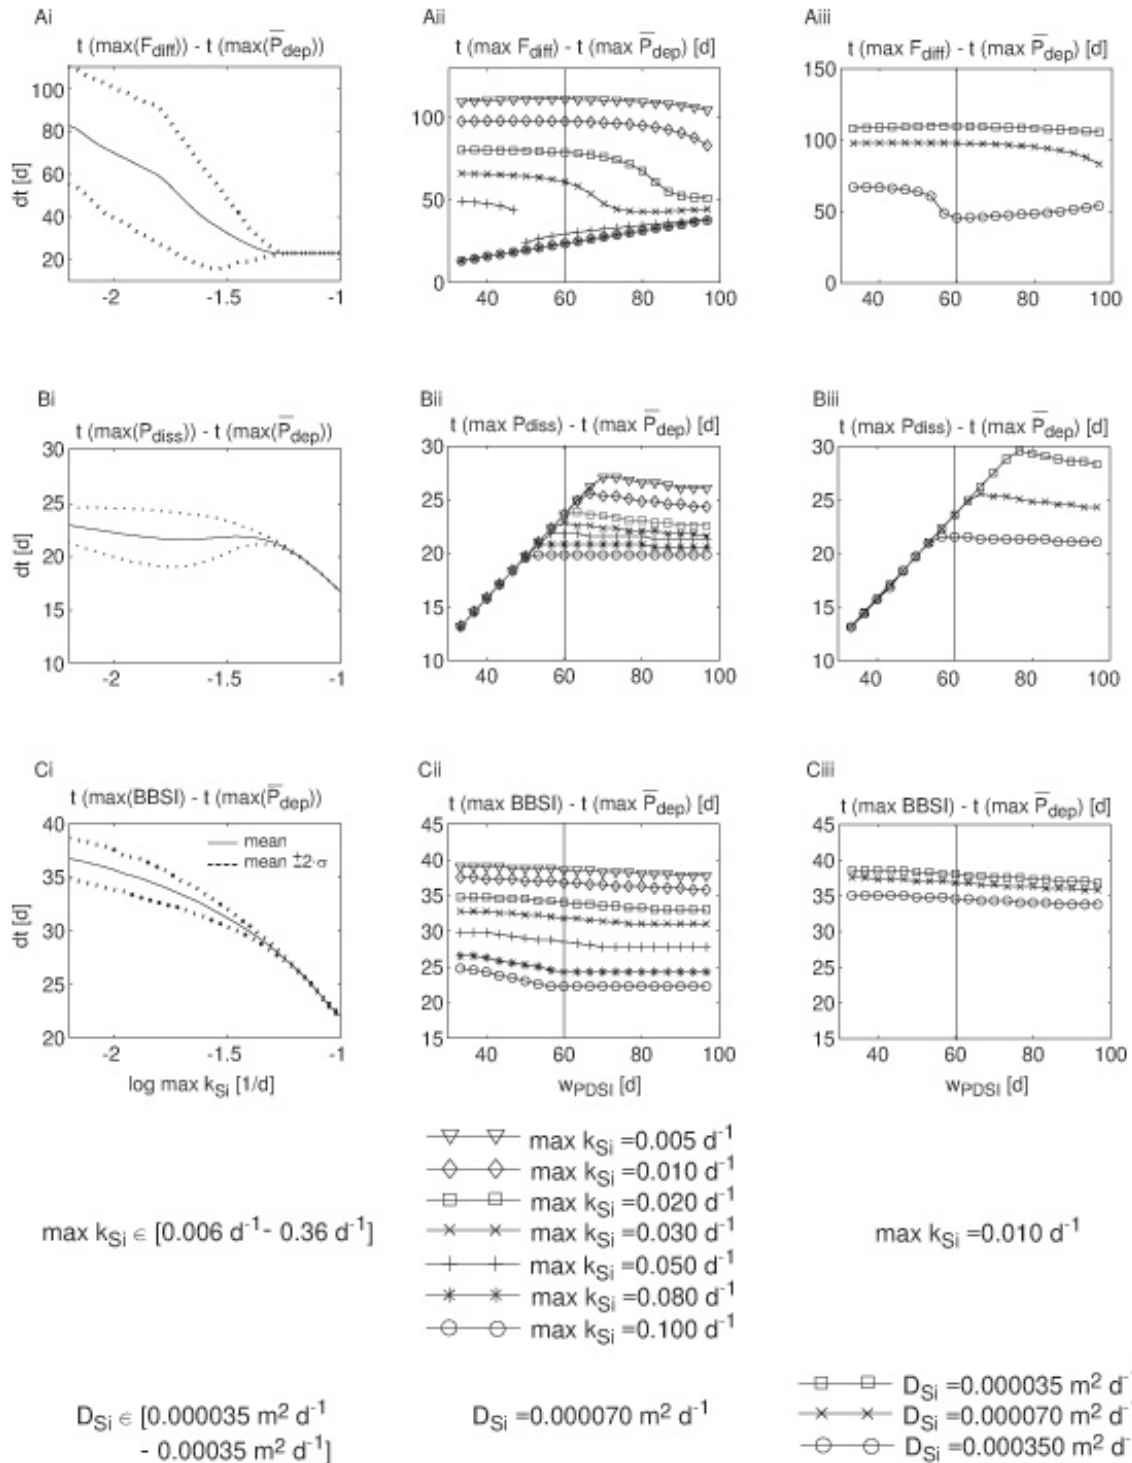 Ai
t (max(F_diff)) - t (max(P̅_dep))
dt [d]
100
80
60
40
20
-2
-1.5
-1
Aii
t (max F_diff) - t (max P̅_dep) [d]
100
50
0
40
60
80
100
Aiii
t (max F_diff) - t (max P̅_dep) [d]
150
100
50
0
40
60
80
100
Bi
t (max(P_diss)) - t (max(P̅_dep))
dt [d]
30
25
20
15
10
-2
-1.5
-1
Bii
t (max Pdiss) - t (max P̅_dep) [d]
30
25
20
15
10
40
60
80
100
Biii
t (max Pdiss) - t (max P̅_dep) [d]
30
25
20
15
10
40
60
80
100
Ci
t (max(BBSI) - t (max(P̅_dep))
mean
mean ±2·σ
dt [d]
40
35
30
25
20
-2
-1.5
-1
log max k_Si [1/d]
Cii
t (max BBSI) - t (max P̅_dep) [d]
45
40
35
30
25
20
15
40
60
80
100
w_PDSI [d]
Ciii
t (max BBSI) - t (max P̅_dep) [d]
45
40
35
30
25
20
15
40
60
80
100
w_PDSI [d]
max k_Si ∈ [0.006 d⁻¹ - 0.36 d⁻¹]
max k_Si =0.005 d⁻¹
max k_Si =0.010 d⁻¹
max k_Si =0.020 d⁻¹
max k_Si =0.030 d⁻¹
max k_Si =0.050 d⁻¹
max k_Si =0.080 d⁻¹
max k_Si =0.100 d⁻¹
max k_Si =0.010 d⁻¹
D_Si ∈ [0.000035 m² d⁻¹
- 0.00035 m² d⁻¹]
D_Si =0.000070 m² d⁻¹
D_Si =0.000035 m² d⁻
D_Si =0.000070 m² d⁻
D_Si =0.000350 m² d⁻